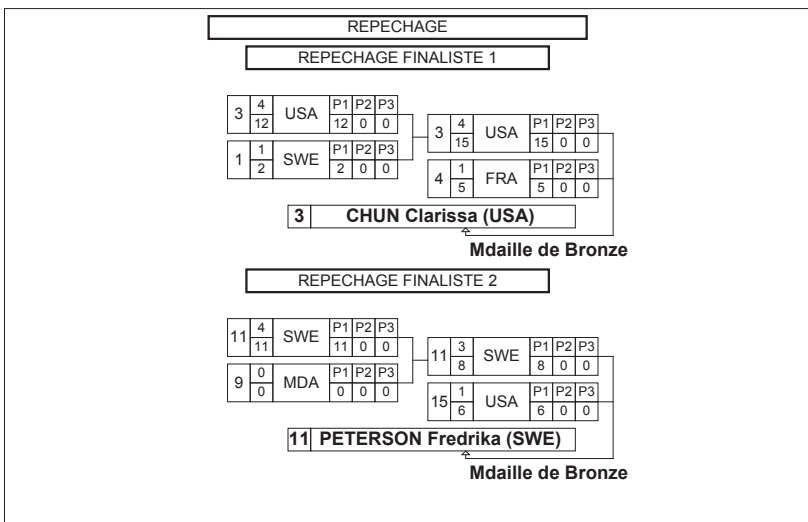 REPECHAGE
REPECHAGE FINALISTE 1
3 4 USA P1 P2 P3
12 12 0 0
1 1 SWE P1 P2 P3
2 2 0 0
3 4 USA P1 P2 P3
15 15 0 0
4 1 FRA P1 P2 P3
5 5 0 0
3 CHUN Clarissa (USA)
Mdaille de Bronze
REPECHAGE FINALISTE 2
11 4 SWE P1 P2 P3
11 11 0 0
9 0 MDA P1 P2 P3
0 0 0 0
11 3 SWE P1 P2 P3
8 8 0 0
15 1 USA P1 P2 P3
6 6 0 0
11 PETERSON Fredrika (SWE)
Mdaille de Bronze